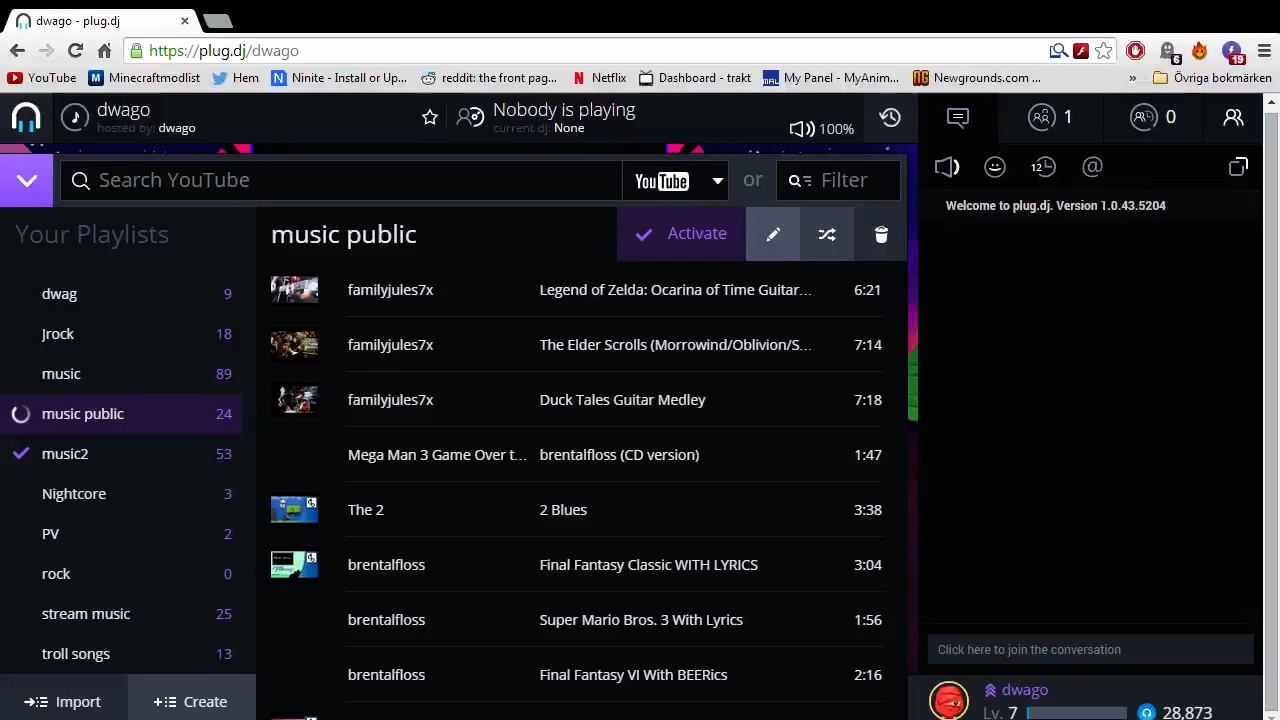 dwago - plug.dj
https://plug.dj/dwago
6
19
YouTube
Minecraftmodlist
Hem
Ninite - Install or Up...
reddit: the front pag...
Netflix
Dashboard - trakt
My Panel - MyAnim...
Newgrounds.com ...
»
Övriga bokmärken
dwago
hosted by: dwago
Nobody is playing
current dj: None
100%
1
0
Search YouTube
YouTube
or
Filter
12
@
Welcome to plug.dj. Version 1.0.43.5204
Your Playlists
music public
Activate
dwag 9
Jrock 18
music 89
music public 24
music2 53
Nightcore 3
PV 2
rock 0
stream music 25
troll songs 13
Import
Create
familyjules7x Legend of Zelda: Ocarina of Time Guitar... 6:21
familyjules7x The Elder Scrolls (Morrowind/Oblivion/S... 7:14
familyjules7x Duck Tales Guitar Medley 7:18
Mega Man 3 Game Over t... brentalfloss (CD version) 1:47
The 2 2 Blues 3:38
brentalfloss Final Fantasy Classic WITH LYRICS 3:04
brentalfloss Super Mario Bros. 3 With Lyrics 1:56
brentalfloss Final Fantasy VI With BEERics 2:16
Click here to join the conversation
dwago
Lv. 7
28,873